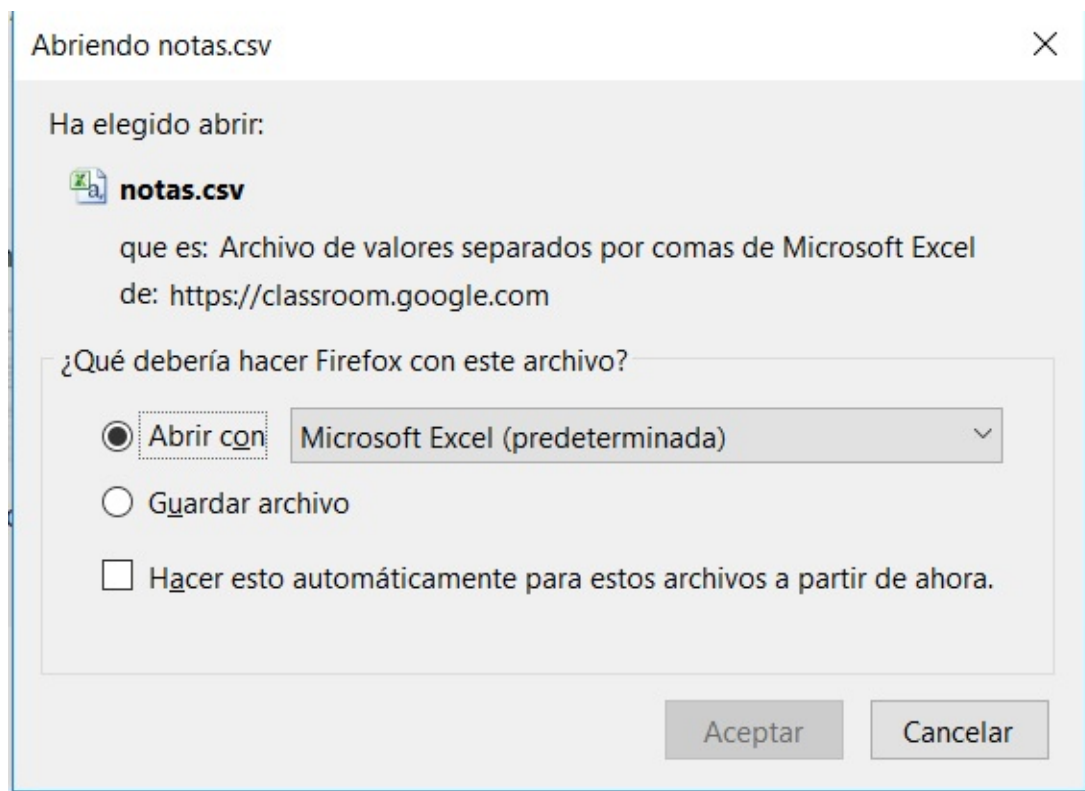 Abriendo notas.csv
Ha elegido abrir:
notas.csv
que es: Archivo de valores separados por comas de Microsoft Excel
de: https://classroom.google.com
¿Qué debería hacer Firefox con este archivo?
Abrir con Microsoft Excel (predeterminada)
Guardar archivo
Hacer esto automáticamente para estos archivos a partir de ahora.
Aceptar Cancelar